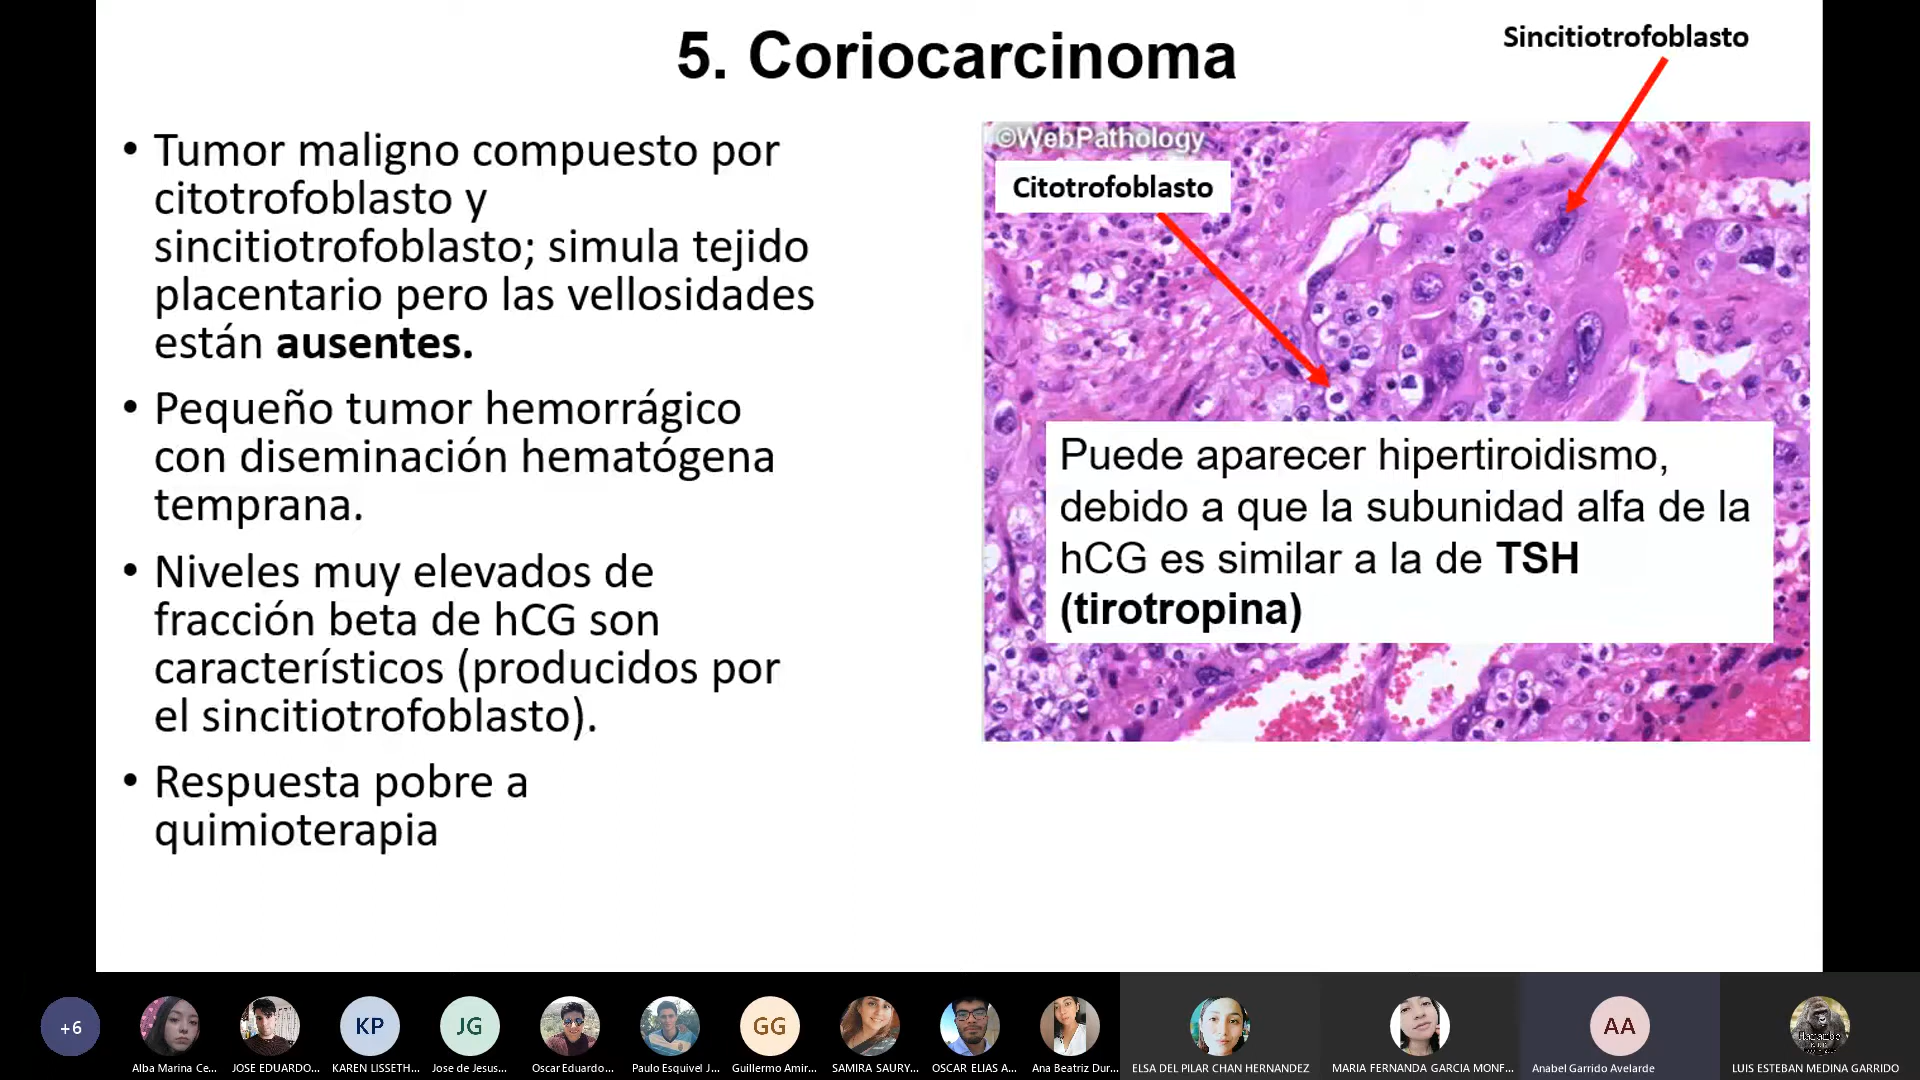 5. Coriocarcinoma
• Tumor maligno compuesto por
citotrofoblasto y
sincitiotrofoblasto; simula tejido
placentario pero las vellosidades
están ausentes.
• Pequeño tumor hemorrágico
con diseminación hematógena
temprana.
• Niveles muy elevados de
fracción beta de hCG son
característicos (producidos por
el sincitiotrofoblasto).
• Respuesta pobre a
quimioterapia
Sincitiotrofoblasto
©WebPathology
Citotrofoblasto
Puede aparecer hipertiroidismo,
debido a que la subunidad alfa de la
hCG es similar a la de TSH
(tirotropina)
+6
KP
JG
GG
AA
Alba Marina Ce...
JOSE EDUARDO...
KAREN LISSETH...
Jose de Jesus...
Oscar Eduardo...
Paulo Esquivel J...
Guillermo Amir...
SAMIRA SAURY...
OSCAR ELIAS A...
Ana Beatriz Dur...
ELSA DEL PILAR CHAN HERNANDEZ
MARIA FERNANDA GARCIA MONF...
Anabel Garrido Avelarde
LUIS ESTEBAN MEDINA GARRIDO